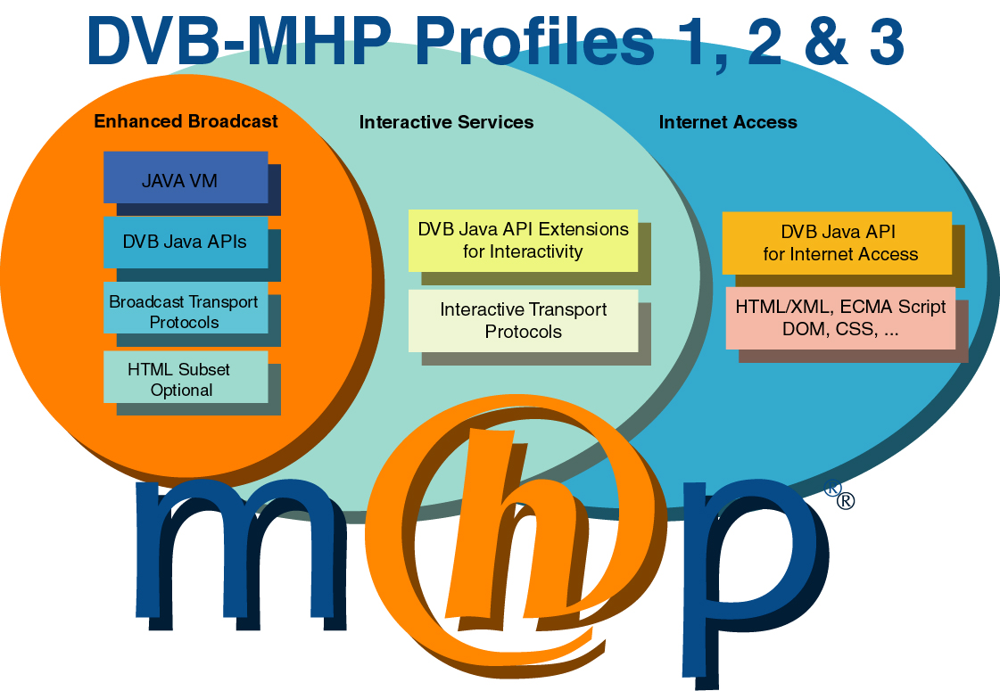 DVB-MHP Profiles 1, 2 & 3
Enhanced Broadcast
JAVA VM
DVB Java APIs
Broadcast Transport
Protocols
HTML Subset
Optional
Interactive Services
DVB Java API Extensions
for Interactivity
Interactive Transport
Protocols
Internet Access
DVB Java API
for Internet Access
HTML/XML, ECMA Script
DOM, CSS, ...
mhp®